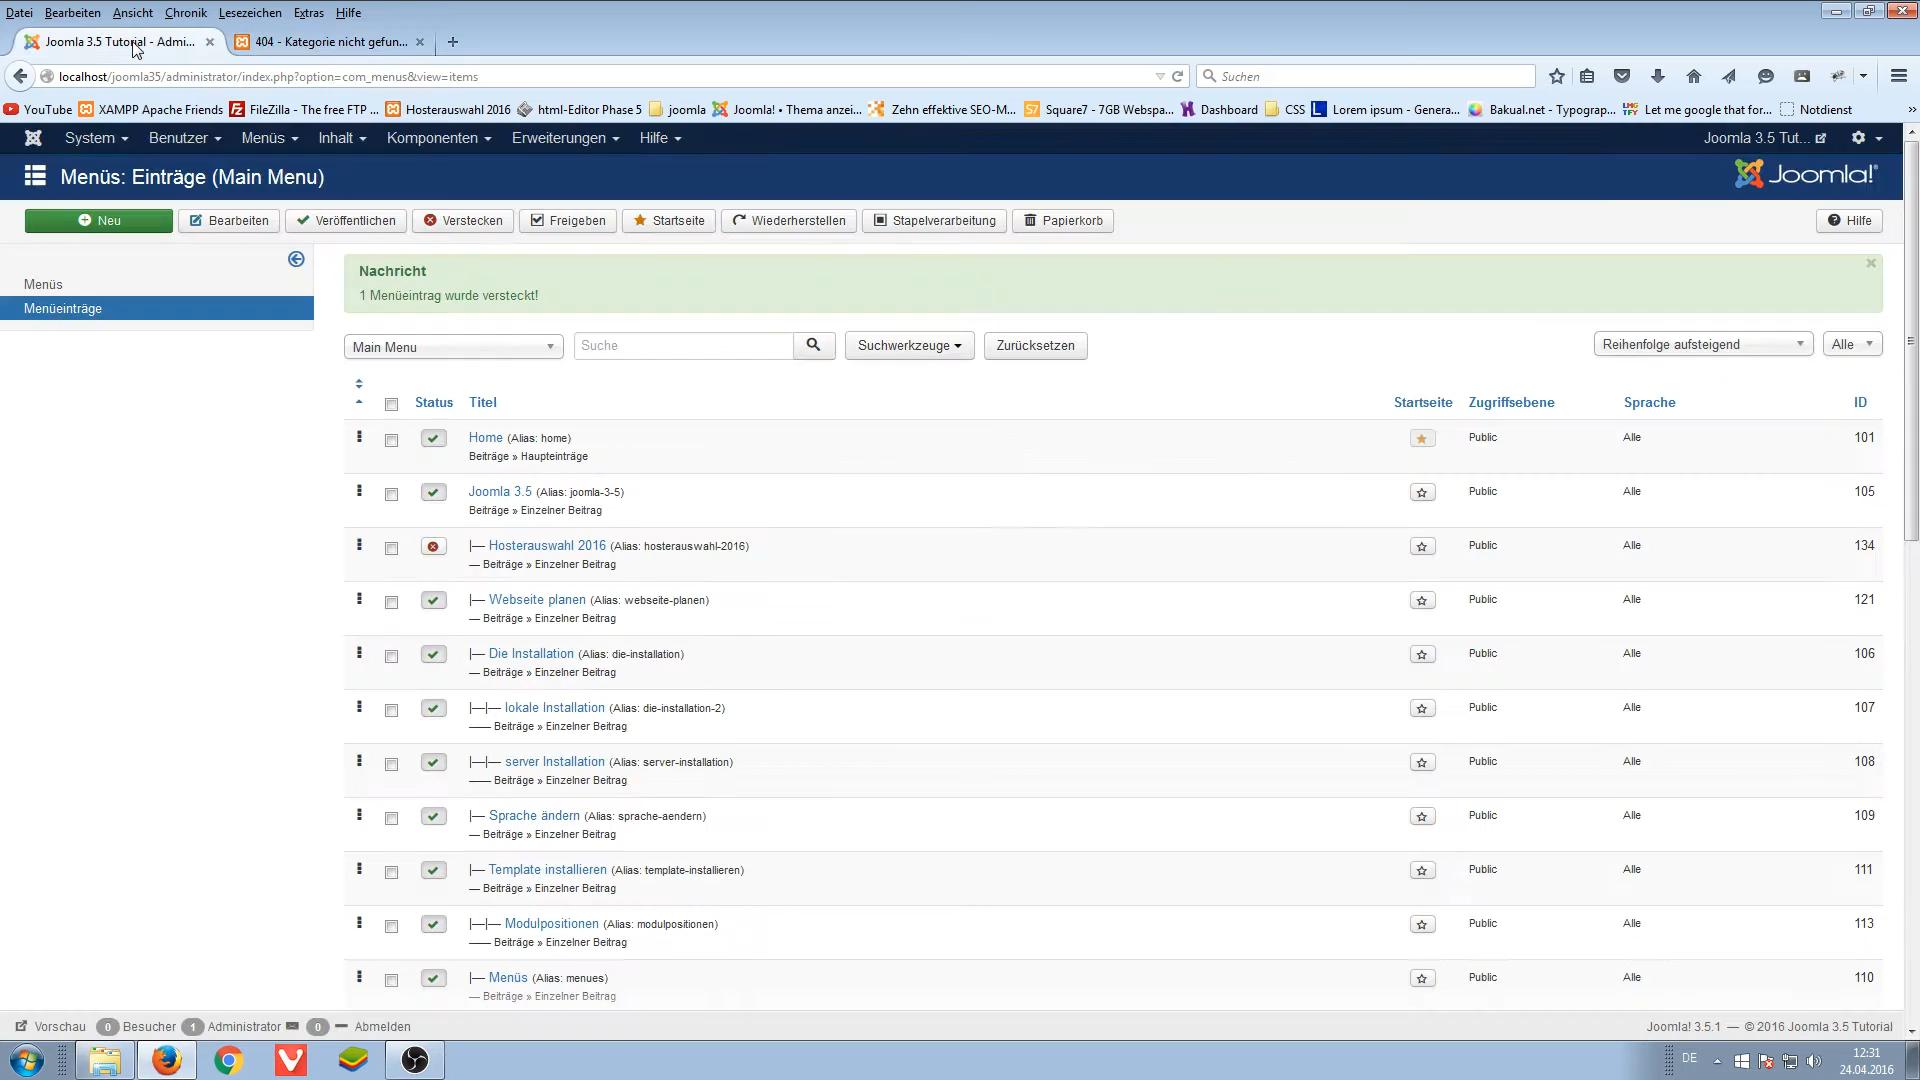 Datei Bearbeiten Ansicht Chronik Lesezeichen Extras Hilfe
Joomla 3.5 Tutorial - Admi... 404 - Kategorie nicht gefun...
localhost/joomla35/administrator/index.php?option=com_menus&view=items Suchen
YouTube XAMPP Apache Friends FileZilla - The free FTP ... Hosterauswahl 2016 html-Editor Phase 5 joomla Joomla! • Thema anzei... Zehn effektive SEO-M... Square7 - 7GB Webspa... Dashboard CSS Lorem ipsum - Genera... Bakual.net - Typograp... Let me google that for... Notdienst
System Benutzer Menüs Inhalt Komponenten Erweiterungen Hilfe Joomla 3.5 Tut...
Menüs: Einträge (Main Menu) Joomla!
Neu Bearbeiten Veröffentlichen Verstecken Freigeben Startseite Wiederherstellen Stapelverarbeitung Papierkorb Hilfe
Menüs
Menüeinträge
Nachricht
1 Menüeintrag wurde versteckt!
Main Menu Suche Suchwerkzeuge Zurücksetzen Reihenfolge aufsteigend Alle
Status Titel Startseite Zugriffsebene Sprache ID
Home (Alias: home) Public Alle 101
Beiträge » Haupteinträge
Joomla 3.5 (Alias: joomla-3-5) Public Alle 105
Beiträge » Einzelner Beitrag
|— Hosterauswahl 2016 (Alias: hosterauswahl-2016) Public Alle 134
— Beiträge » Einzelner Beitrag
|— Webseite planen (Alias: webseite-planen) Public Alle 121
— Beiträge » Einzelner Beitrag
|— Die Installation (Alias: die-installation) Public Alle 106
— Beiträge » Einzelner Beitrag
|—|— lokale Installation (Alias: die-installation-2) Public Alle 107
—— Beiträge » Einzelner Beitrag
|—|— server Installation (Alias: server-installation) Public Alle 108
—— Beiträge » Einzelner Beitrag
|— Sprache ändern (Alias: sprache-aendern) Public Alle 109
— Beiträge » Einzelner Beitrag
|— Template installieren (Alias: template-installieren) Public Alle 111
— Beiträge » Einzelner Beitrag
|—|— Modulpositionen (Alias: modulpositionen) Public Alle 113
—— Beiträge » Einzelner Beitrag
|— Menüs (Alias: menues) Public Alle 110
— Beiträge » Einzelner Beitrag
Vorschau 0 Besucher 1 Administrator 0 Abmelden Joomla! 3.5.1 — © 2016 Joomla 3.5 Tutorial
DE 12:31
24.04.2016